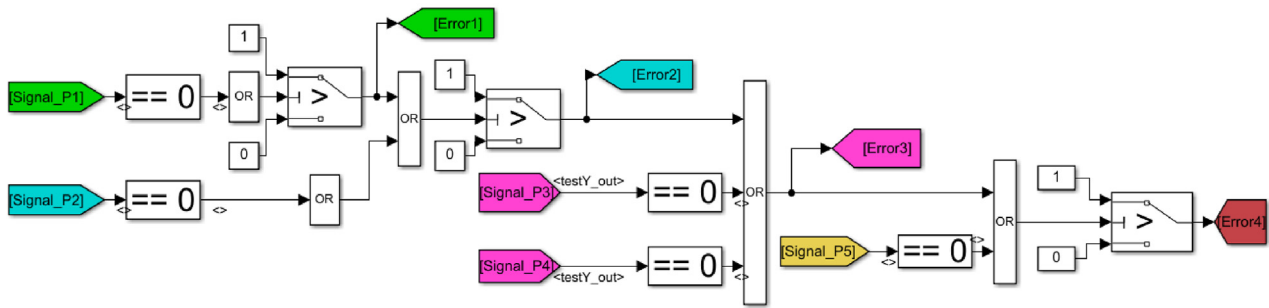 [Error1]
1
[Signal_P1]
== 0
<>
<>
OR
>
0
OR
1
>
0
[Error2]
[Signal_P2]
== 0
<>
<>
OR
[Signal_P3]
<testY_out>
== 0
<>
OR
[Error3]
[Signal_P4]
<testY_out>
== 0
<>
[Signal_P5]
<>
== 0
<>
OR
1
>
0
[Error4]